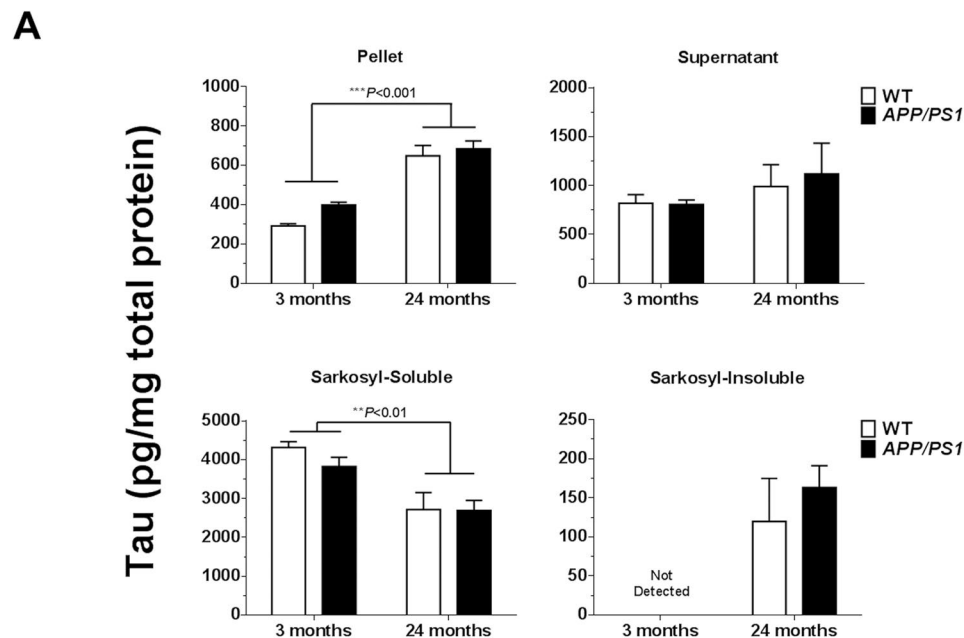 A
Tau (pg/mg total protein)
Pellet
1000
800
600
400
200
0
***P<0.001
3 months
24 months
Supernatant
2000
1500
1000
500
0
3 months
24 months
WT
APP/PS1
Sarkosyl-Soluble
5000
4000
3000
2000
1000
0
**P<0.01
3 months
24 months
Sarkosyl-Insoluble
250
200
150
100
50
0
Not
Detected
3 months
24 months
WT
APP/PS1